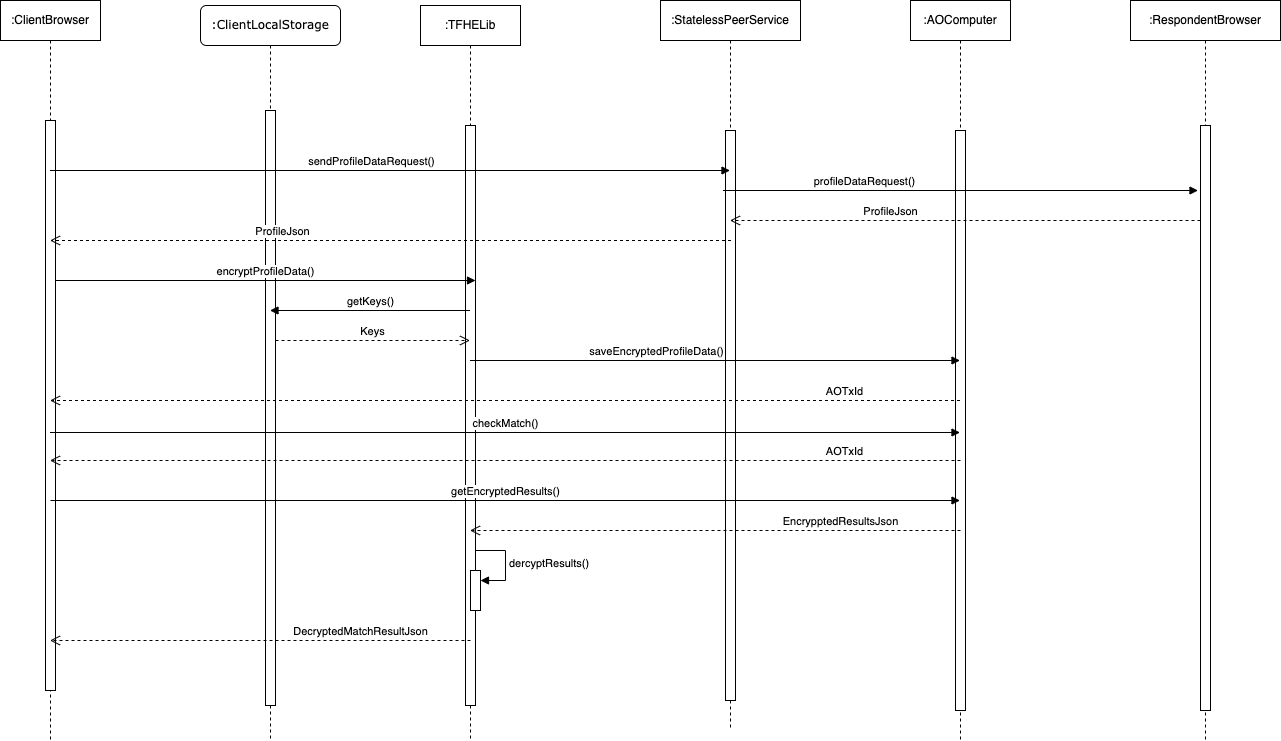 :ClientBrowser
:ClientLocalStorage
:TFHELib
:StatelessPeerService
:AOComputer
:RespondentBrowser
sendProfileDataRequest()
profileDataRequest()
ProfileJson
ProfileJson
encryptProfileData()
getKeys()
Keys
saveEncryptedProfileData()
AOTxId
checkMatch()
AOTxId
getEncryptedResults()
EncrypptedResultsJson
dercyptResults()
DecryptedMatchResultJson